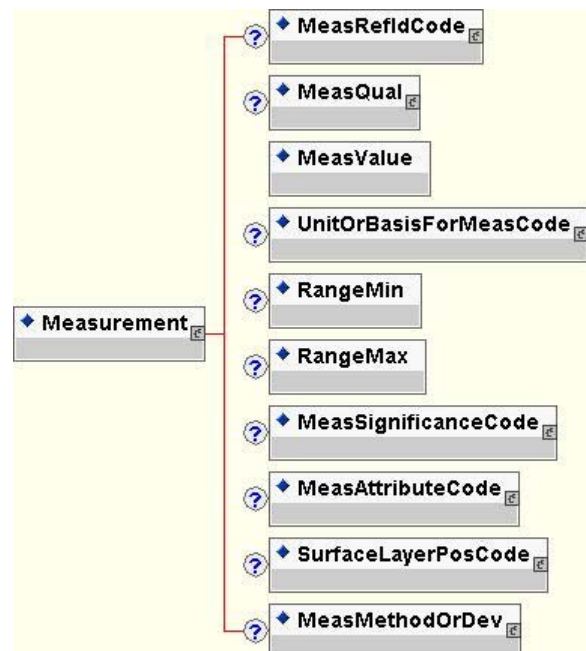 MeasRefIdCode
?
MeasQual
?
MeasValue
UnitOrBasisForMeasCode
?
RangeMin
?
Measurement
RangeMax
?
MeasSignificanceCode
?
MeasAttributeCode
?
SurfaceLayerPosCode
?
MeasMethodOrDev
?